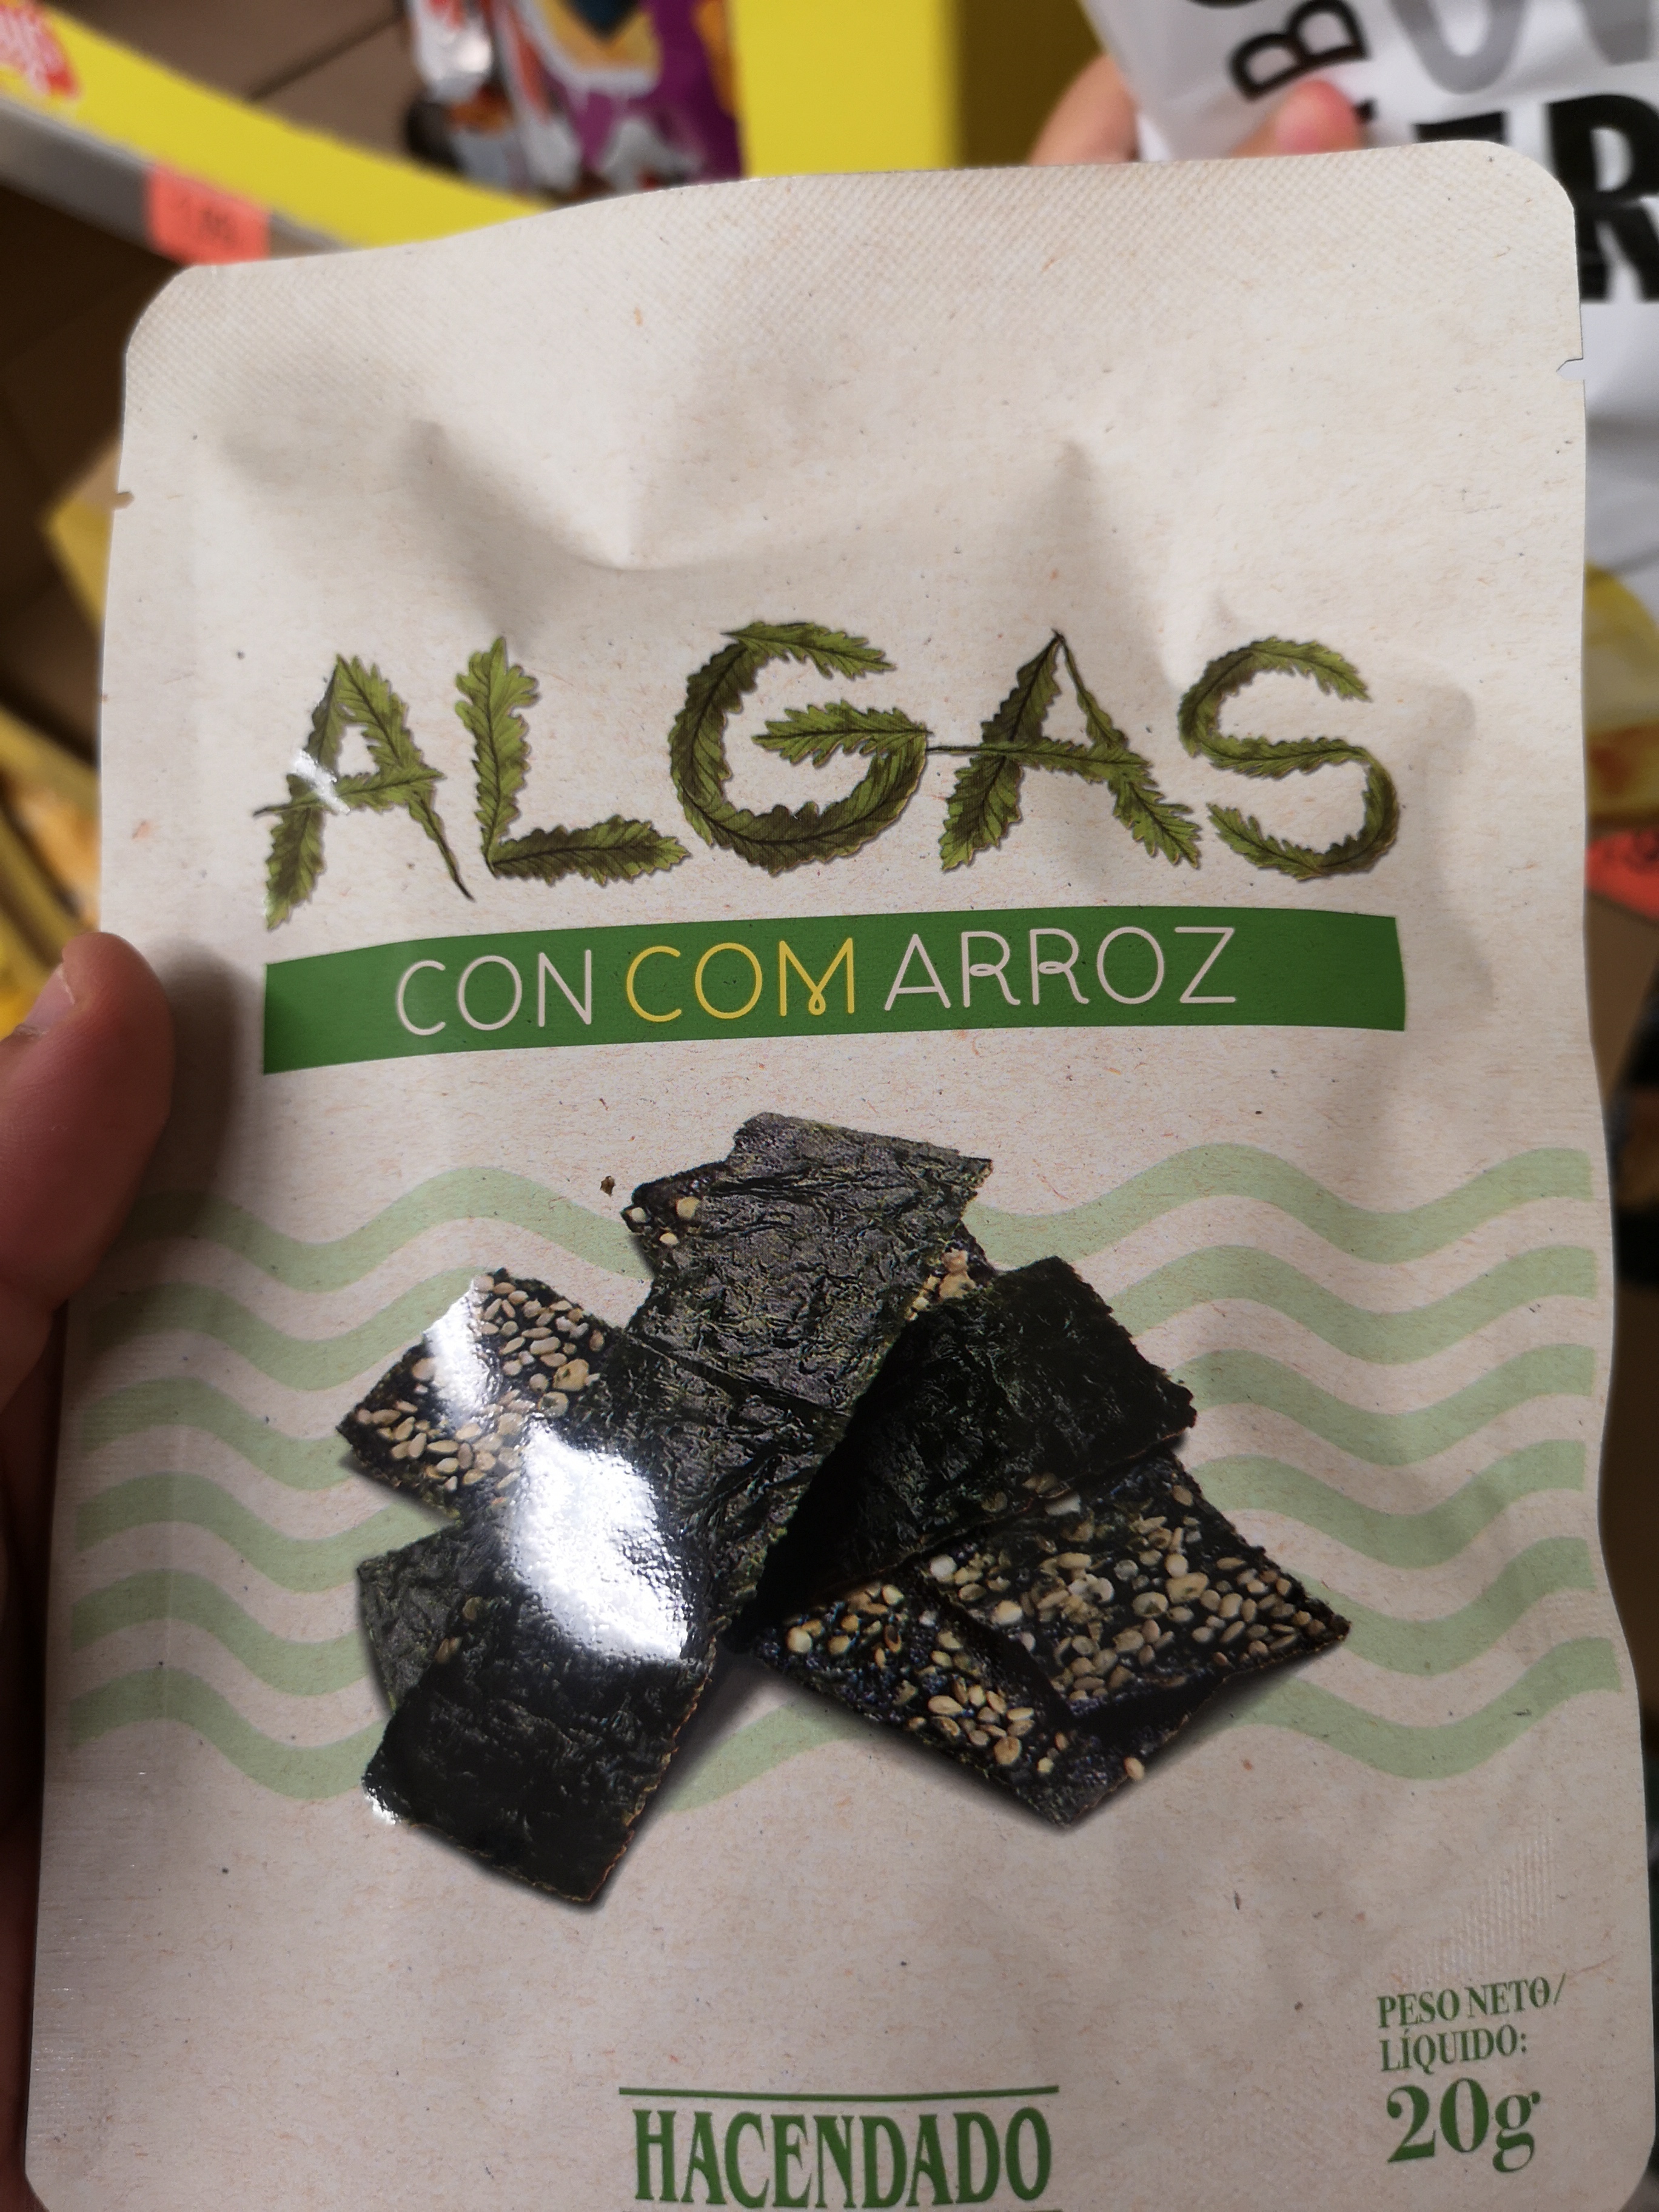 ALGAS
CON COM ARROZ
PESO NETO/
LÍQUIDO:
20g
HACENDADO